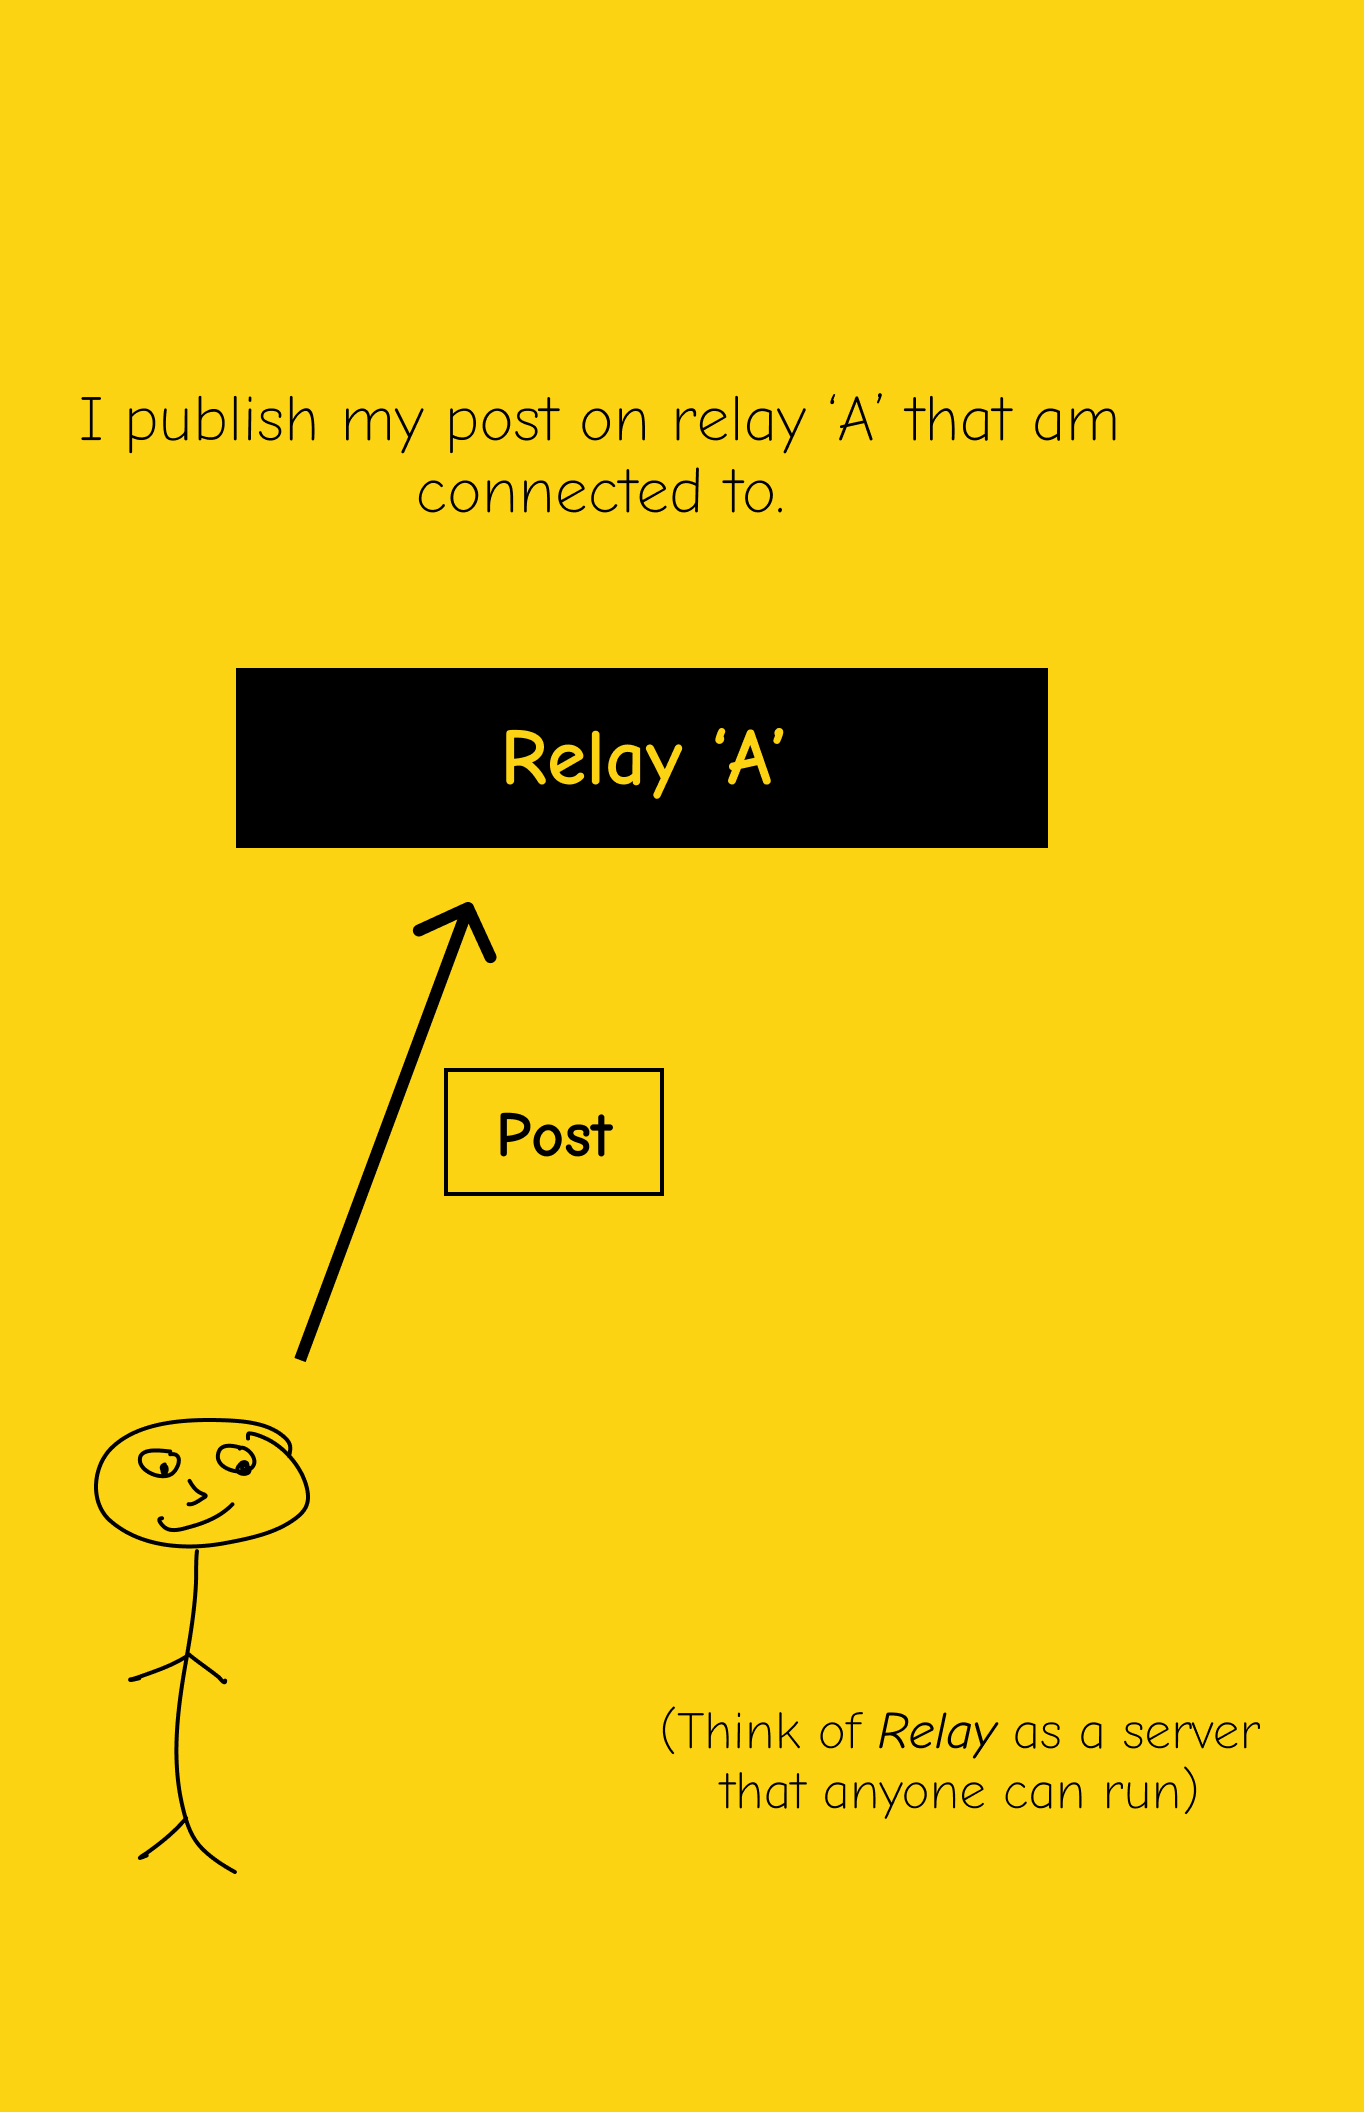 I publish my post on relay ‘A’ that am
connected to.
Relay ‘A’
Post
(Think of Relay as a server
that anyone can run)